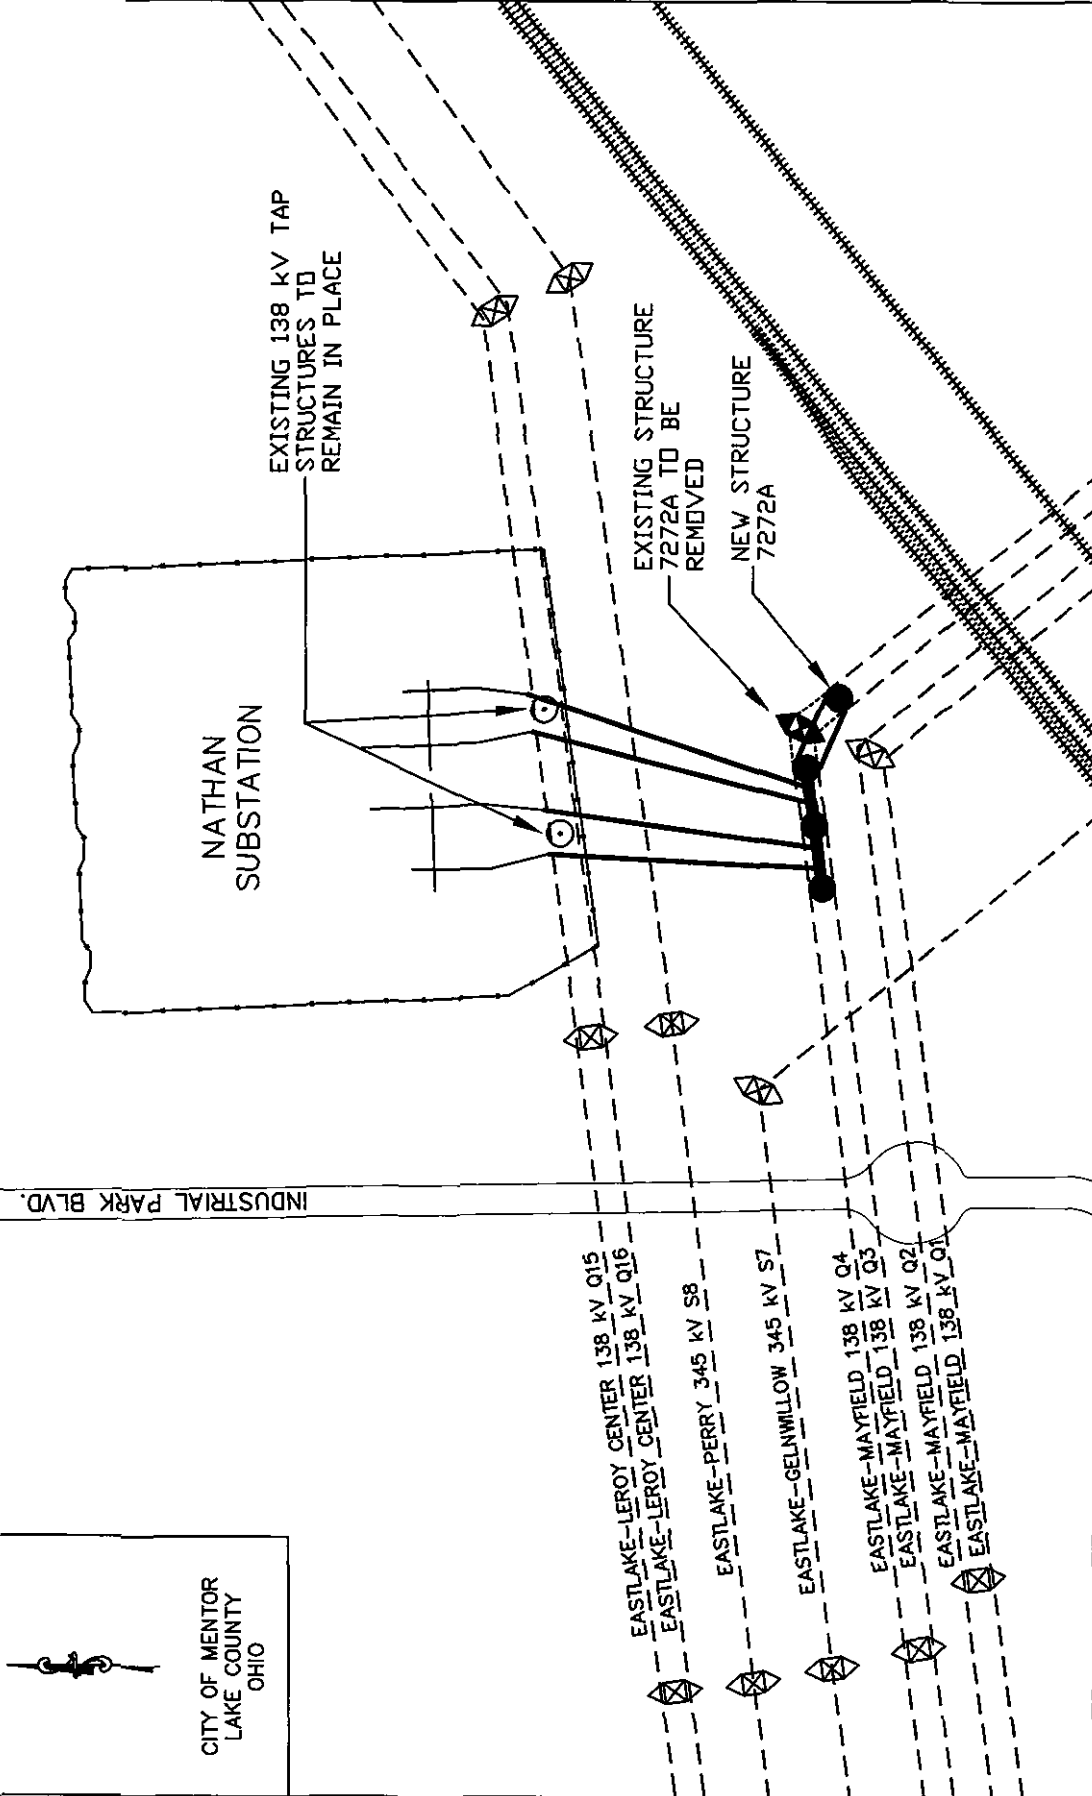 EXISTING 138 kV TAP
STRUCTURES TO
REMAIN IN PLACE
NATHAN
SUBSTATION
EXISTING STRUCTURE
7272A TO BE
REMOVED
NEW STRUCTURE
7272A
INDUSTRIAL PARK BLVD.
EASTLAKE-LEROY CENTER 138 kV Q15
EASTLAKE-LEROY CENTER 138 kV Q16
EASTLAKE-PERRY 345 kV S8
EASTLAKE-GELNWILLOW 345 kV S7
EASTLAKE-MAYFIELD 138 kV Q4
EASTLAKE-MAYFIELD 138 kV Q3
EASTLAKE-MAYFIELD 138 kV Q2
EASTLAKE-MAYFIELD 138 kV Q1
CITY OF MENTOR
LAKE COUNTY
OHIO